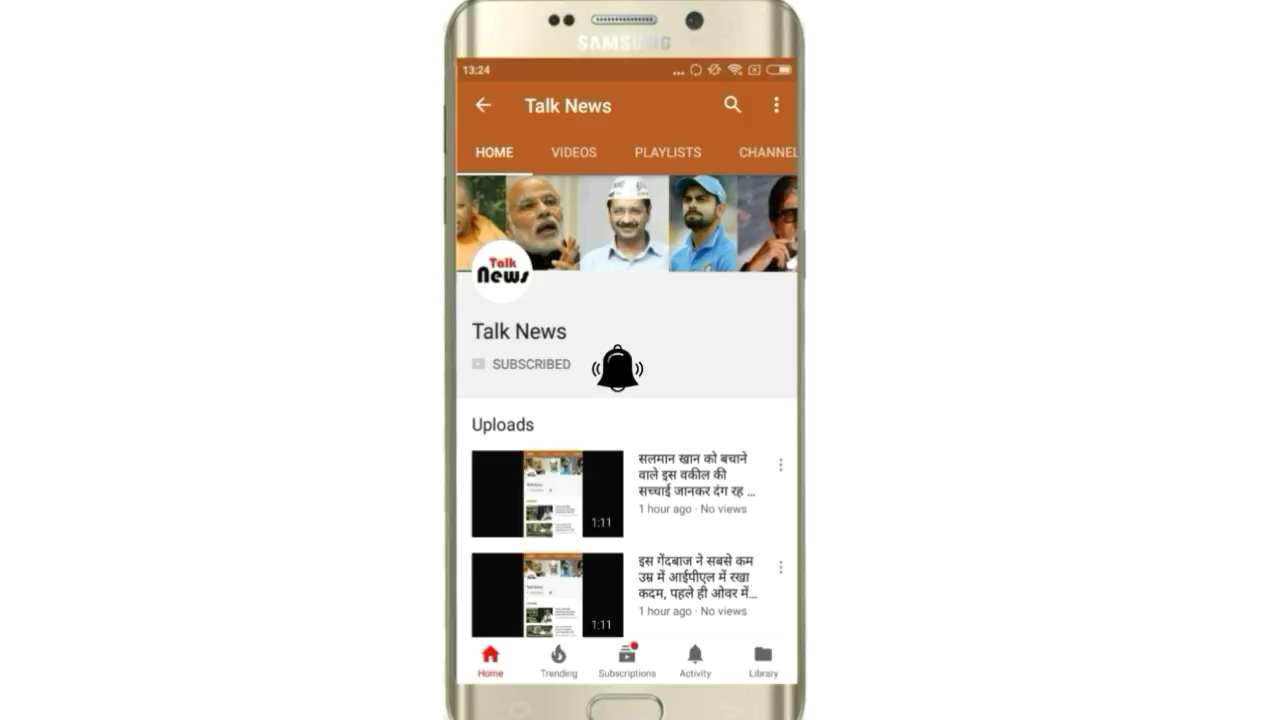 SAMSUNG
13:24
Talk News
HOME VIDEOS PLAYLISTS CHANNEL
Talk
News
Talk News
SUBSCRIBED
Uploads
सलमान खान को बचाने
वाले इस वकील की
सच्चाई जानकर दंग रह ...
1 hour ago · No views
1:11
इस गेंदबाज ने सबसे कम
उम्र में आईपीएल में रखा
कदम, पहले ही ओवर में...
1 hour ago · No views
1:11
Home Trending Subscriptions Activity Library